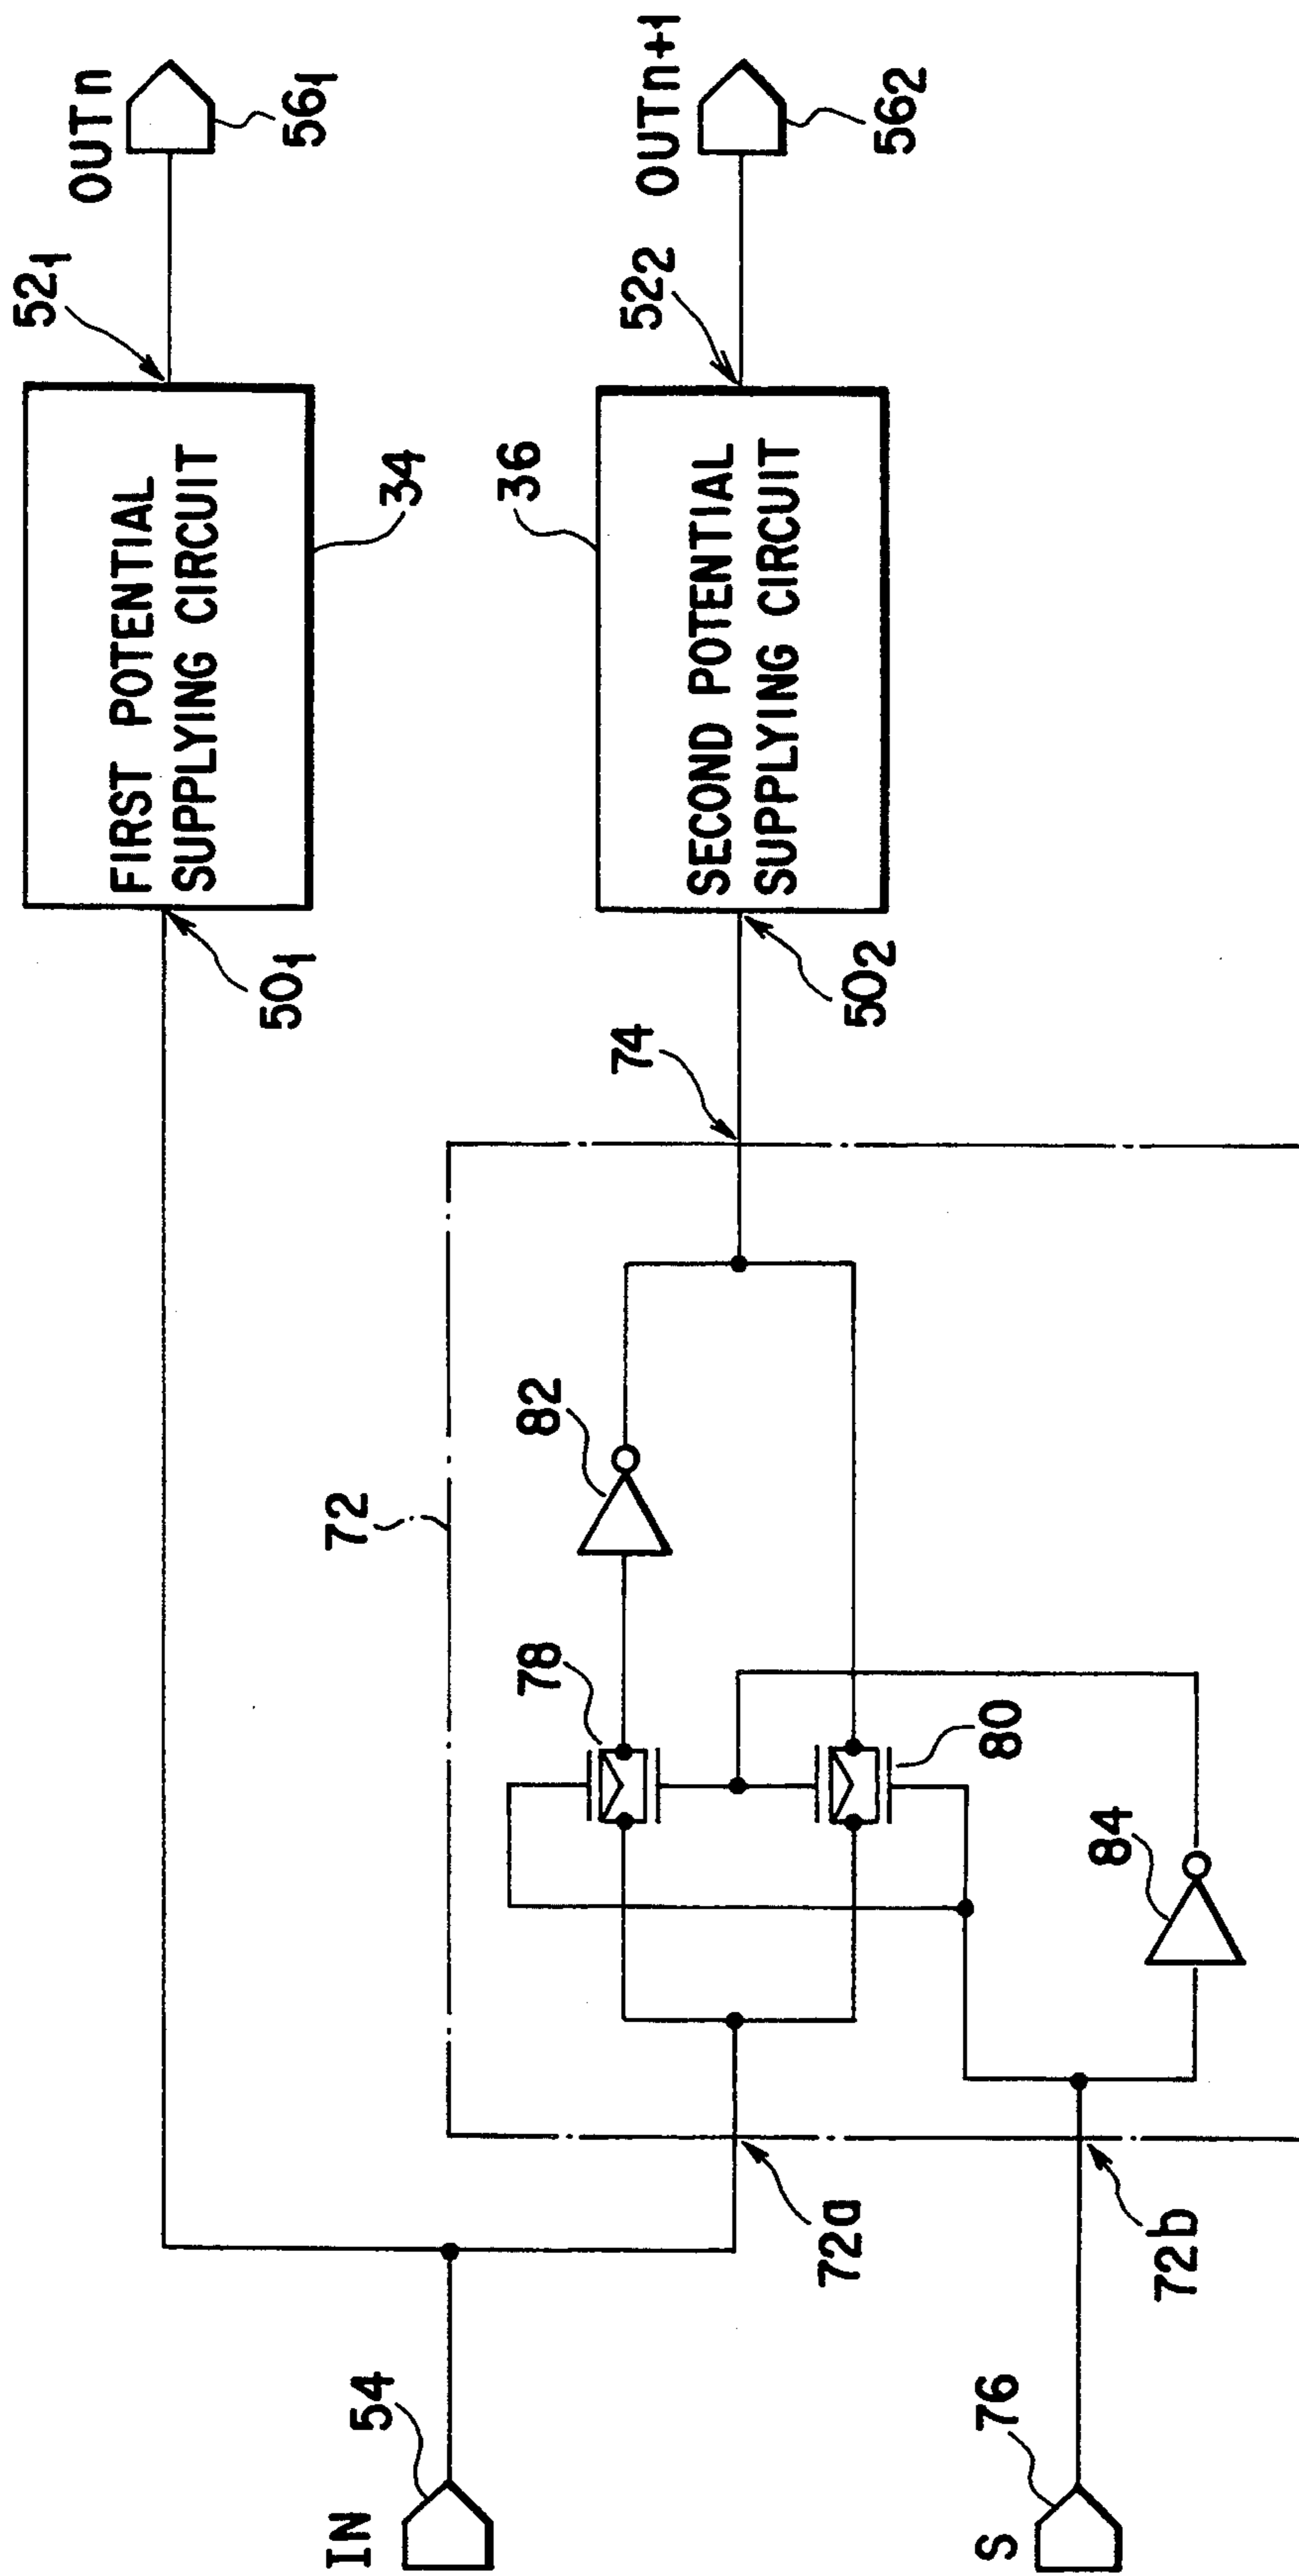 OUTn
56₁
52₁
FIRST POTENTIAL
SUPPLYING CIRCUIT
34
50₁
OUTn+1
56₂
52₂
36
SECOND POTENTIAL
SUPPLYING CIRCUIT
50₂
74
72
82
78
80
84
72a
72b
54
IN
76
S